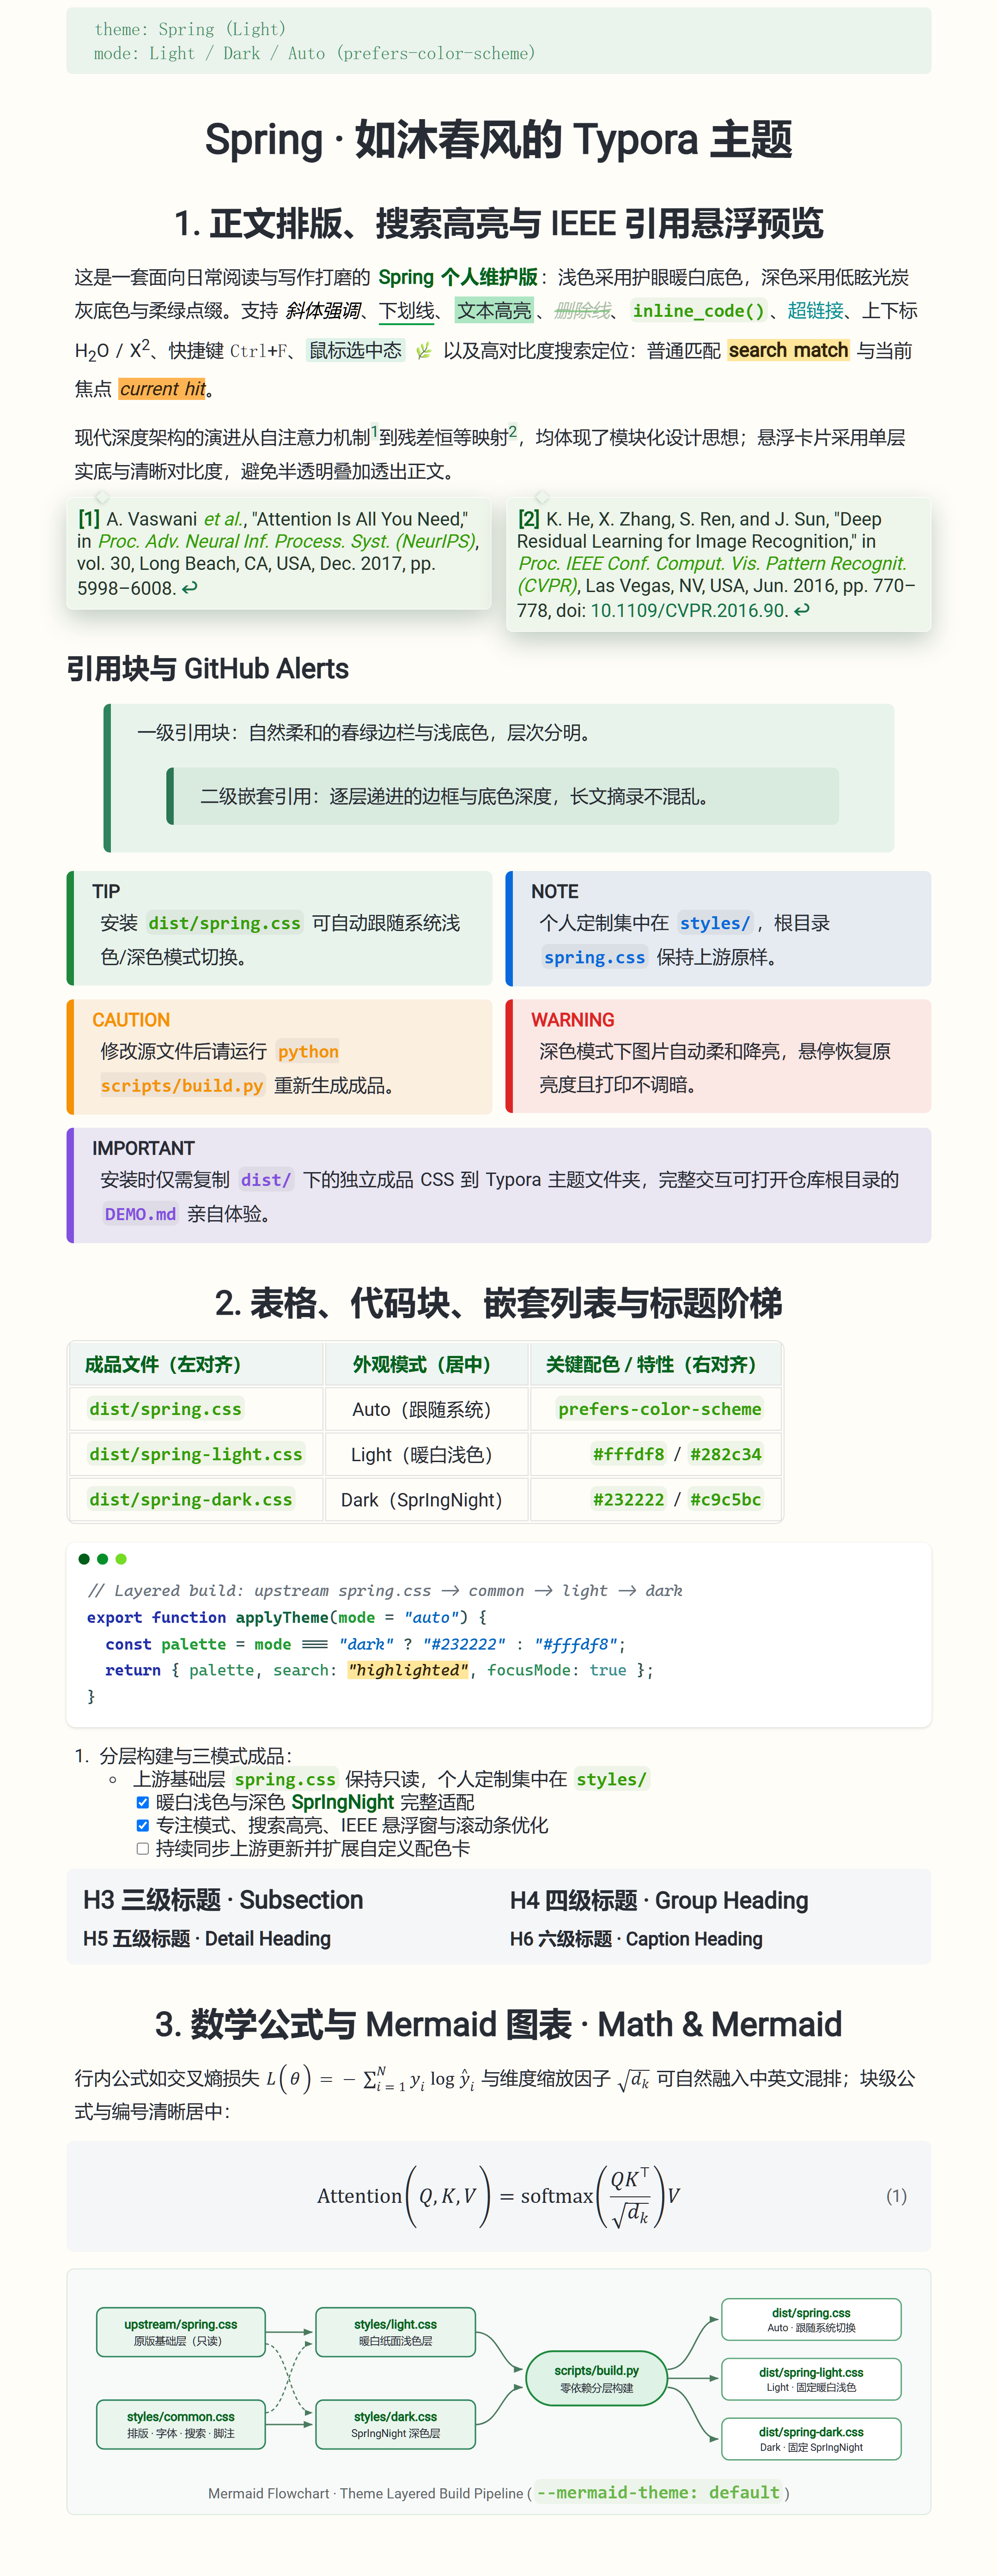 theme: Spring (Light)
mode: Light / Dark / Auto (prefers-color-scheme)
Spring · 如沐春风的 Typora 主题
1. 正文排版、搜索高亮与 IEEE 引用悬浮预览
这是一套面向日常阅读与写作打磨的 Spring 个人维护版：浅色采用护眼暖白底色，深色采用低眩光炭
灰底色与柔绿点缀。支持 斜体强调、下划线、文本高亮、删除线、inline_code()、超链接、上下标
H₂O / X²、快捷键 Ctrl+F、鼠标选中态 🌿 以及高对比度搜索定位：普通匹配 search match 与当前
焦点 current hit。
现代深度架构的演进从自注意力机制¹到残差恒等映射²，均体现了模块化设计思想；悬浮卡片采用单层
实底与清晰对比度，避免半透明叠加透出正文。
[1] A. Vaswani et al., "Attention Is All You Need,"
in Proc. Adv. Neural Inf. Process. Syst. (NeurIPS),
vol. 30, Long Beach, CA, USA, Dec. 2017, pp.
5998–6008. ↩
[2] K. He, X. Zhang, S. Ren, and J. Sun, "Deep
Residual Learning for Image Recognition," in
Proc. IEEE Conf. Comput. Vis. Pattern Recognit.
(CVPR), Las Vegas, NV, USA, Jun. 2016, pp. 770–
778, doi: 10.1109/CVPR.2016.90. ↩
引用块与 GitHub Alerts
一级引用块：自然柔和的春绿边栏与浅底色，层次分明。
二级嵌套引用：逐层递进的边框与底色深度，长文摘录不混乱。
TIP
安装 dist/spring.css 可自动跟随系统浅
色/深色模式切换。
NOTE
个人定制集中在 styles/，根目录
spring.css 保持上游原样。
CAUTION
修改源文件后请运行 python
scripts/build.py 重新生成成品。
WARNING
深色模式下图片自动柔和降亮，悬停恢复原
亮度且打印不调暗。
IMPORTANT
安装时仅需复制 dist/ 下的独立成品 CSS 到 Typora 主题文件夹，完整交互可打开仓库根目录的
DEMO.md 亲自体验。
2. 表格、代码块、嵌套列表与标题阶梯
成品文件（左对齐） 外观模式（居中） 关键配色 / 特性（右对齐）
dist/spring.css Auto（跟随系统） prefers-color-scheme
dist/spring-light.css Light（暖白浅色） #fffdf8 / #282c34
dist/spring-dark.css Dark（SprIngNight） #232222 / #c9c5bc
// Layered build: upstream spring.css -> common -> light -> dark
export function applyTheme(mode = "auto") {
const palette = mode === "dark" ? "#232222" : "#fffdf8";
return { palette, search: "highlighted", focusMode: true };
}
1. 分层构建与三模式成品：
上游基础层 spring.css 保持只读，个人定制集中在 styles/
暖白浅色与深色 SprIngNight 完整适配
专注模式、搜索高亮、IEEE 悬浮窗与滚动条优化
持续同步上游更新并扩展自定义配色卡
H3 三级标题 · Subsection
H4 四级标题 · Group Heading
H5 五级标题 · Detail Heading
H6 六级标题 · Caption Heading
3. 数学公式与 Mermaid 图表 · Math & Mermaid
行内公式如交叉熵损失 L(θ) = − ∑_{i = 1}^{N} y_i log ŷ_i 与维度缩放因子 √d_k 可自然融入中英文混排；块级公
式与编号清晰居中：
Attention(Q, K, V) = softmax(QK^⊤ / √d_k)V (1)
upstream/spring.css
原版基础层（只读）
styles/common.css
排版 · 字体 · 搜索 · 脚注
styles/light.css
暖白纸面浅色层
styles/dark.css
SprIngNight 深色层
scripts/build.py
零依赖分层构建
dist/spring.css
Auto · 跟随系统切换
dist/spring-light.css
Light · 固定暖白浅色
dist/spring-dark.css
Dark · 固定 SprIngNight
Mermaid Flowchart · Theme Layered Build Pipeline ( --mermaid-theme: default )